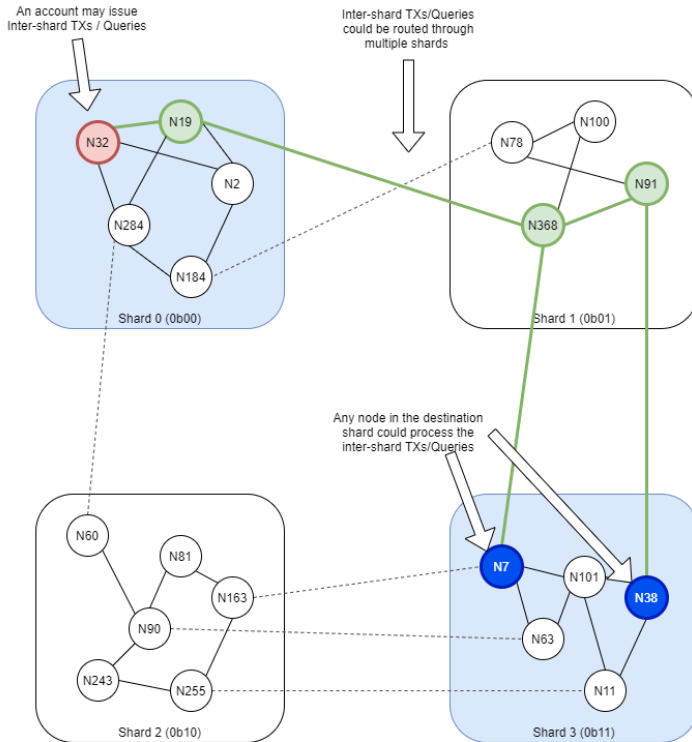 An account may issue
Inter-shard TXs / Queries
Inter-shard TXs/Queries
could be routed through
multiple shards
N32
N19
N2
N284
N184
Shard 0 (0b00)
N100
N78
N91
N368
Shard 1 (0b01)
Any node in the destination
shard could process the
inter-shard TXs/Queries
N60
N81
N163
N90
N243
N255
Shard 2 (0b10)
N7
N101
N38
N63
N11
Shard 3 (0b11)